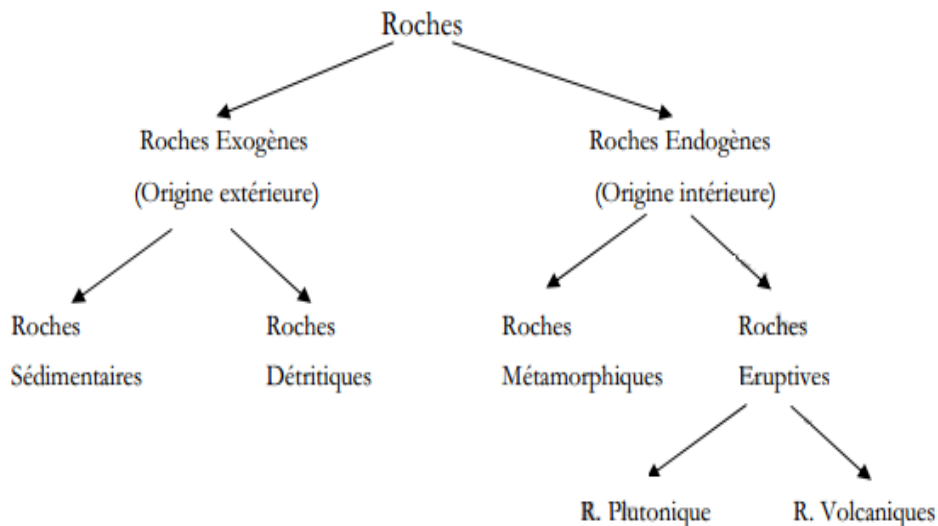 Roches
Roches Exogènes
(Origine extérieure)
Roches Endogènes
(Origine intérieure)
Roches
Sédimentaires
Roches
Détritiques
Roches
Métamorphiques
Roches
Eruptives
R. Plutonique
R. Volcaniques